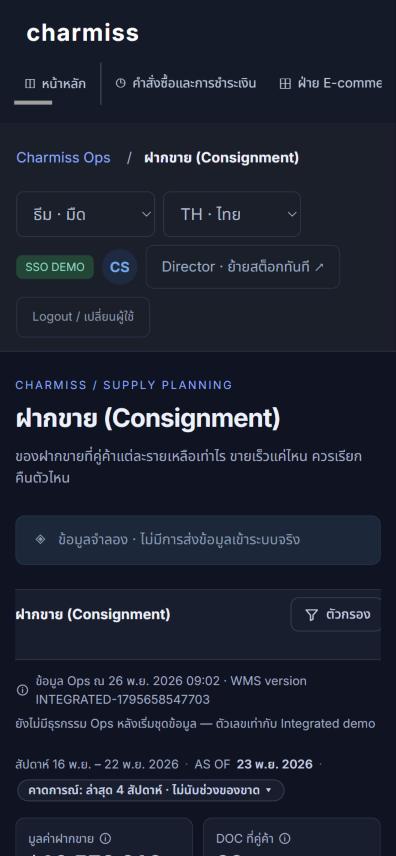 charmiss
หน้าหลัก
คำสั่งซื้อและการชำระเงิน
ฝ่าย E-comme
Charmiss Ops / ฝากขาย (Consignment)
ธีม · มืด
TH · ไทย
SSO DEMO
CS
Director · ย้ายสต็อกทันที ↗
Logout / เปลี่ยนผู้ใช้
CHARMISS / SUPPLY PLANNING
ฝากขาย (Consignment)
ของฝากขายที่คู่ค้าแต่ละรายเหลือเท่าไร ขายเร็วแค่ไหน ควรเรียก
คืนตัวไหน
ข้อมูลจำลอง · ไม่มีการส่งข้อมูลเข้าระบบจริง
ฝากขาย (Consignment)
ตัวกรอง
ข้อมูล Ops ณ 26 พ.ย. 2026 09:02 · WMS version
INTEGRATED-1795658547703
ยังไม่มีธุรกรรม Ops หลังเริ่มชุดข้อมูล — ตัวเลขเท่ากับ Integrated demo
สัปดาห์ 16 พ.ย. – 22 พ.ย. 2026 · AS OF 23 พ.ย. 2026 ·
คาดการณ์: ล่าสุด 4 สัปดาห์ · ไม่นับช่วงของขาด ▾
มูลค่าฝากขาย
DOC ที่คู่ค้า